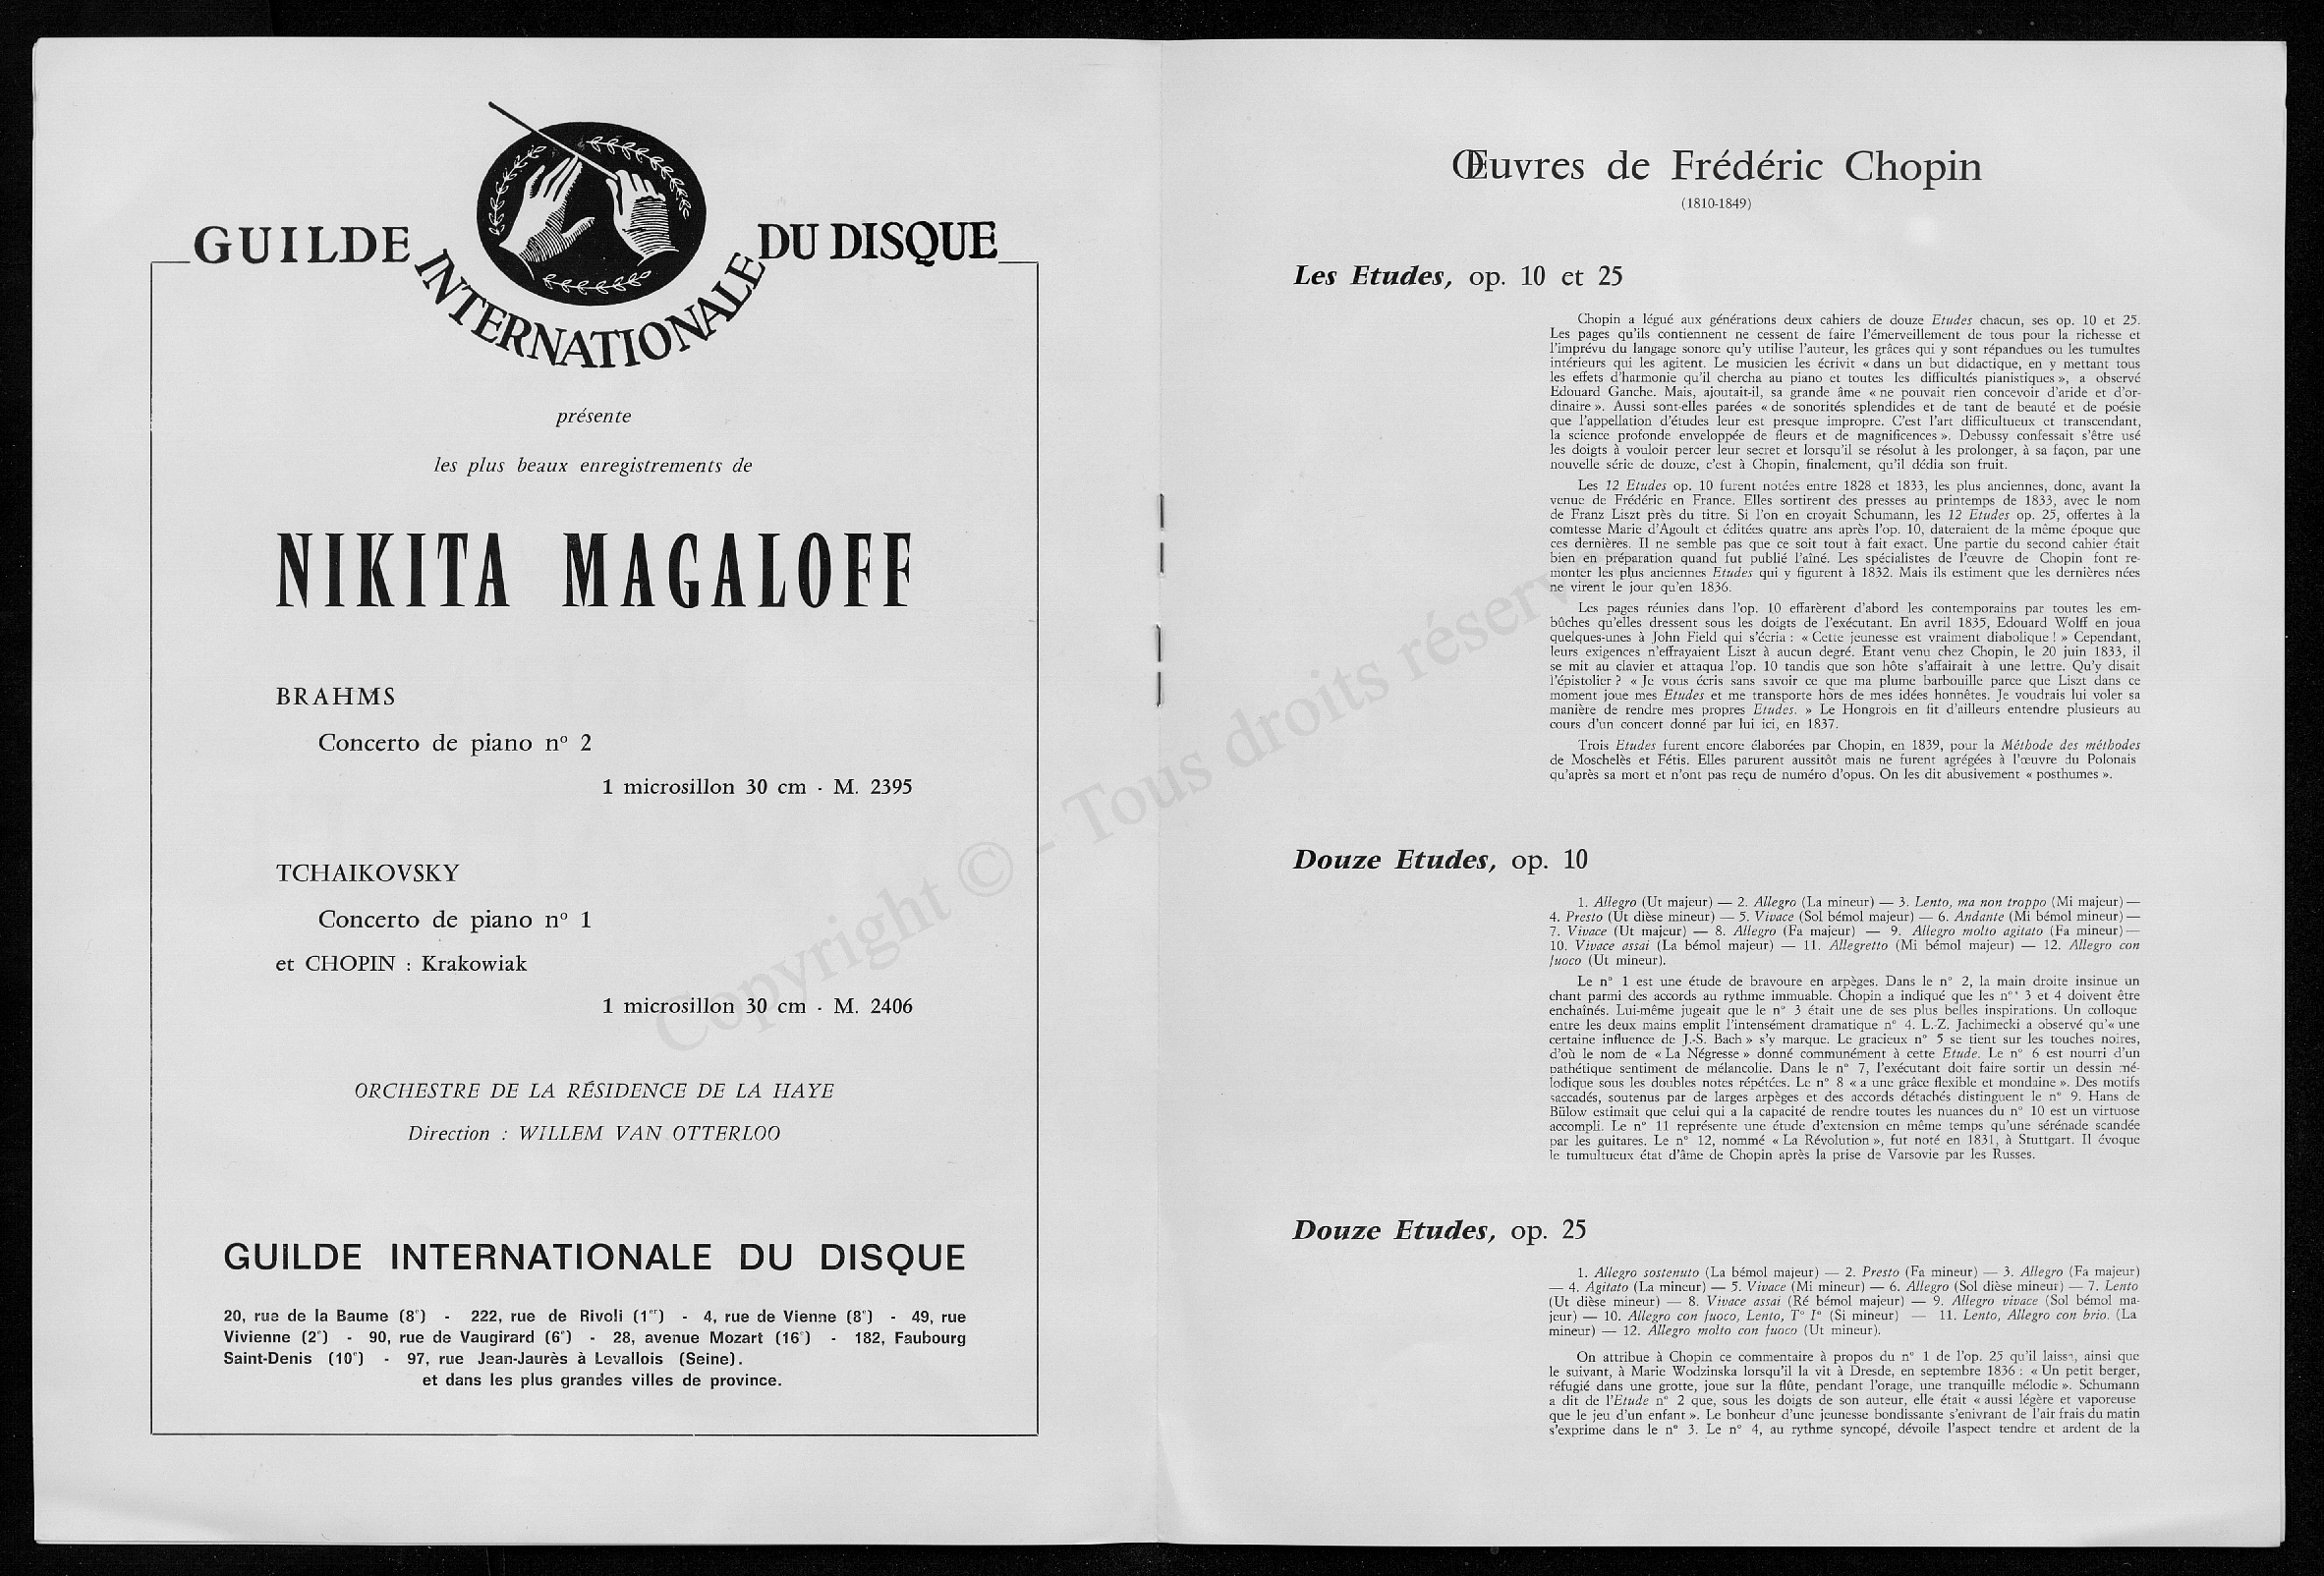 GUILDE INTERNATIONALE DU DISQUE
présente
les plus beaux enregistrements de
NIKITA MAGALOFF
BRAHMS
Concerto de piano nº 2
1 microsillon 30 cm - M. 2395
TCHAIKOVSKY
Concerto de piano nº 1
et CHOPIN : Krakowiak
1 microsillon 30 cm - M. 2406
ORCHESTRE DE LA RÉSIDENCE DE LA HAYE
Direction : WILLEM VAN OTTERLOO
GUILDE INTERNATIONALE DU DISQUE
20, rue de la Baume (8e) - 222, rue de Rivoli (1er) - 4, rue de Vienne (8e) - 49, rue
Vivienne (2e) - 90, rue de Vaugirard (6e) - 28, avenue Mozart (16e) - 182, Faubourg
Saint-Denis (10e) - 97, rue Jean-Jaurès à Levallois (Seine).
et dans les plus grandes villes de province.
Œuvres de Frédéric Chopin
(1810-1849)
Les Etudes, op. 10 et 25
Chopin a légué aux générations deux cahiers de douze Etudes chacun, ses op. 10 et 25.
Les pages qu'ils contiennent ne cessent de faire l'émerveillement de tous pour la richesse et
l'imprévu du langage sonore qu'y utilise l'auteur, les grâces qui y sont répandues ou les tumultes
intérieurs qui les agitent. Le musicien les écrivit « dans un but didactique, en y mettant tous
les effets d'harmonie qu'il chercha au piano et toutes les difficultés pianistiques », a observé
Edouard Ganche. Mais, ajoutait-il, sa grande âme « ne pouvait rien concevoir d'aride et d'or-
dinaire ». Aussi sont-elles parées « de sonorités splendides et de tant de beauté et de poésie
que l'appellation d'études leur est presque impropre. C'est l'art difficultueux et transcendant,
la science profonde enveloppée de fleurs et de magnificences ». Debussy confessait s'être usé
les doigts à vouloir percer leur secret et lorsqu'il se résolut à les prolonger, à sa façon, par une
nouvelle série de douze, c'est à Chopin, finalement, qu'il dédia son fruit.
Les 12 Etudes op. 10 furent notées entre 1828 et 1833, les plus anciennes, donc, avant la
venue de Frédéric en France. Elles sortirent des presses au printemps de 1833, avec le nom
de Franz Liszt près du titre. Si l'on en croyait Schumann, les 12 Etudes op. 25, offertes à la
comtesse Marie d'Agoult et éditées quatre ans après l'op. 10, dateraient de la même époque que
ces dernières. Il ne semble pas que ce soit tout à fait exact. Une partie du second cahier était
bien en préparation quand fut publié l'aîné. Les spécialistes de l'œuvre de Chopin font re-
monter les plus anciennes Etudes qui y figurent à 1832. Mais ils estiment que les dernières nées
ne virent le jour qu'en 1836.
Les pages réunies dans l'op. 10 effarèrent d'abord les contemporains par toutes les em-
bûches qu'elles dressent sous les doigts de l'exécutant. En avril 1835, Edouard Wolff en joua
quelques-unes à John Field qui s'écria : « Cette jeunesse est vraiment diabolique ! » Cependant,
leurs exigences n'effrayaient Liszt à aucun degré. Etant venu chez Chopin, le 20 juin 1833, il
se mit au clavier et attaqua l'op. 10 tandis que son hôte s'affairait à une lettre. Qu'y disait
l'épistolier ? « Je vous écris sans savoir ce que ma plume barbouille parce que Liszt dans ce
moment joue mes Etudes et me transporte hors de mes idées honnêtes. Je voudrais lui voler sa
manière de rendre mes propres Etudes. » Le Hongrois en fit d'ailleurs entendre plusieurs au
cours d'un concert donné par lui ici, en 1837.
Trois Etudes furent encore élaborées par Chopin, en 1839, pour la Méthode des méthodes
de Moschelès et Fétis. Elles parurent aussitôt mais ne furent agrégées à l'œuvre du Polonais
qu'après sa mort et n'ont pas reçu de numéro d'opus. On les dit abusivement « posthumes ».
Douze Etudes, op. 10
1. Allegro (Ut majeur) — 2. Allegro (La mineur) — 3. Lento, ma non troppo (Mi majeur) —
4. Presto (Ut dièse mineur) — 5. Vivace (Sol bémol majeur) — 6. Andante (Mi bémol mineur) —
7. Vivace (Ut majeur) — 8. Allegro (Fa majeur) — 9. Allegro molto agitato (Fa mineur) —
10. Vivace assai (La bémol majeur) — 11. Allegretto (Mi bémol majeur) — 12. Allegro con
fuoco (Ut mineur).
Le n° 1 est une étude de bravoure en arpèges. Dans le n° 2, la main droite insinue un
chant parmi des accords au rythme immuable. Chopin a indiqué que les nos 3 et 4 doivent être
enchaînés. Lui-même jugeait que le n° 3 était une de ses plus belles inspirations. Un colloque
entre les deux mains emplit l'intensément dramatique n° 4. L.-Z. Jachimecki a observé qu'« une
certaine influence de J.-S. Bach » s'y marque. Le gracieux n° 5 se tient sur les touches noires,
d'où le nom de « La Négresse » donné communément à cette Etude. Le n° 6 est nourri d'un
pathétique sentiment de mélancolie. Dans le n° 7, l'exécutant doit faire sortir un dessin mé-
lodique sous les doubles notes répétées. Le n° 8 « a une grâce flexible et mondaine ». Des motifs
saccadés, soutenus par de larges arpèges et des accords détachés distinguent le n° 9. Hans de
Bülow estimait que celui qui a la capacité de rendre toutes les nuances du n° 10 est un virtuose
accompli. Le n° 11 représente une étude d'extension en même temps qu'une sérénade scandée
par les guitares. Le n° 12, nommé « La Révolution », fut noté en 1831, à Stuttgart. Il évoque
le tumultueux état d'âme de Chopin après la prise de Varsovie par les Russes.
Douze Etudes, op. 25
1. Allegro sostenuto (La bémol majeur) — 2. Presto (Fa mineur) — 3. Allegro (Fa majeur)
— 4. Agitato (La mineur) — 5. Vivace (Mi mineur) — 6. Allegro (Sol dièse mineur) — 7. Lento
(Ut dièse mineur) — 8. Vivace assai (Ré bémol majeur) — 9. Allegro vivace (Sol bémol ma-
jeur) — 10. Allegro con fuoco, Lento, T° I° (Si mineur) — 11. Lento, Allegro con brio. (La
mineur) — 12. Allegro molto con fuoco (Ut mineur).
On attribue à Chopin ce commentaire à propos du n° 1 de l'op. 25 qu'il laissa, ainsi que
le suivant, à Marie Wodzinska lorsqu'il la vit à Dresde, en septembre 1836 : « Un petit berger,
réfugié dans une grotte, joue sur la flûte, pendant l'orage, une tranquille mélodie ». Schumann
a dit de l'Etude n° 2 que, sous les doigts de son auteur, elle était « aussi légère et vaporeuse
que le jeu d'un enfant ». Le bonheur d'une jeunesse bondissante s'enivrant de l'air frais du matin
s'exprime dans le n° 3. Le n° 4, au rythme syncopé, dévoile l'aspect tendre et ardent de la
Copyright © - Tous droits réservés